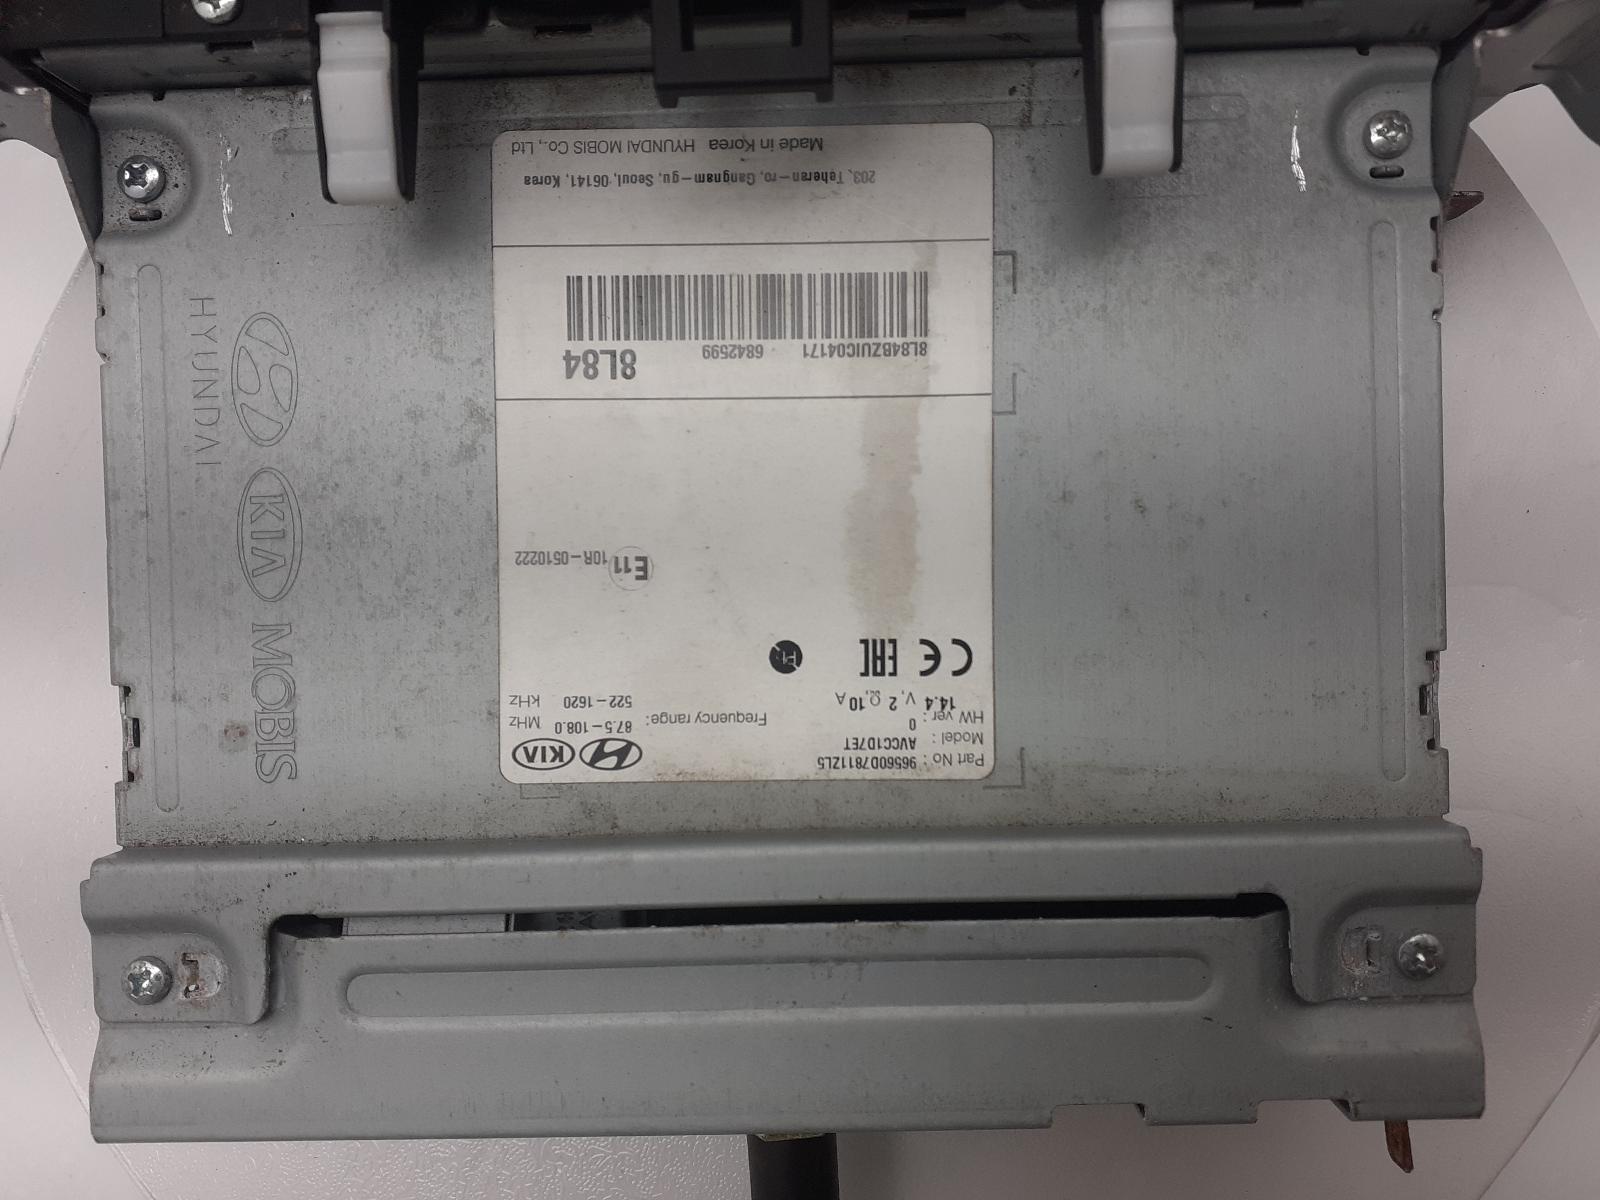 Part No : 96560D7811ZL5
Model : AVCC1D7ET
HW ver : 0
14.4 V, 2 Ω, 10 A
HYUNDAI KIA
Frequency range: 87.5-108.0 MHz
522-1620 KHz
CE EAC
E11 10R-0510222
8L84BZUIC04171 6842599 8L84
203, Teheran-ro, Gangnam-gu, Seoul, 06141, Korea
Made in Korea HYUNDAI MOBIS Co., Ltd
HYUNDAI
KIA
MOBIS